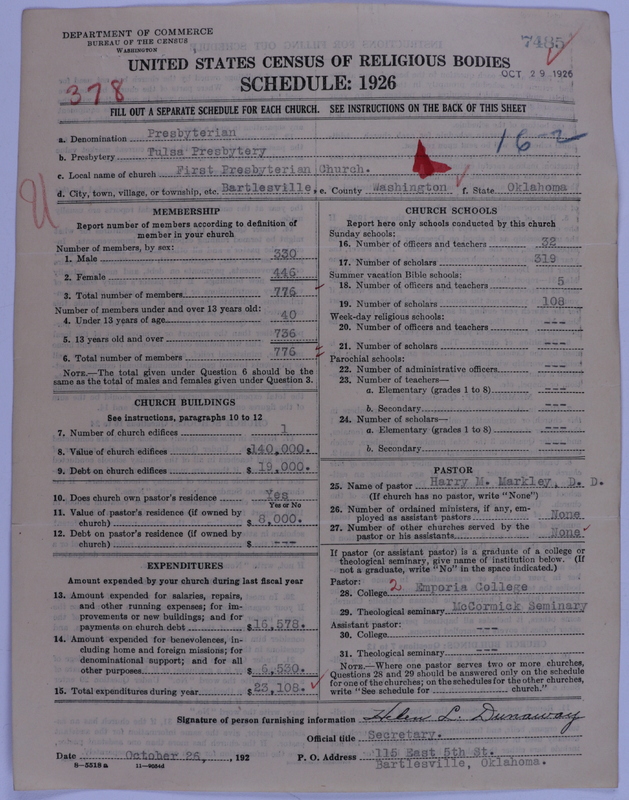 DEPARTMENT OF COMMERCE
BUREAU OF THE CENSUS
WASHINGTON
7485
UNITED STATES CENSUS OF RELIGIOUS BODIES
OCT 29 1926
SCHEDULE: 1926
378
FILL OUT A SEPARATE SCHEDULE FOR EACH CHURCH. SEE INSTRUCTIONS ON THE BACK OF THIS SHEET
a. Denomination Presbyterian
162
b. Presbytery Tulsa Presbytery
c. Local name of church First Presbyterian Church.
d. City, town, village, or township, etc. Bartlesville, e. County Washington f. State Oklahoma
MEMBERSHIP
Report number of members according to definition of member in your church
Number of members, by sex:
1. Male 330
2. Female 446
3. Total number of members 776
Number of members under and over 13 years old:
4. Under 13 years of age 40
5. 13 years old and over 736
6. Total number of members 776
NOTE.—The total given under Question 6 should be the same as the total of males and females given under Question 3.
CHURCH BUILDINGS
See instructions, paragraphs 10 to 12
7. Number of church edifices 1
8. Value of church edifices $140,000.
9. Debt on church edifices $19,000.
10. Does church own pastor's residence Yes
Yes or No
11. Value of pastor's residence (if owned by church) $8,000.
12. Debt on pastor's residence (if owned by church) $ ---
EXPENDITURES
Amount expended by your church during last fiscal year
13. Amount expended for salaries, repairs, and other running expenses; for improvements or new buildings; and for payments on church debt $16,578.
14. Amount expended for benevolences, including home and foreign missions; for denominational support; and for all other purposes $6,530.
15. Total expenditures during year $23,108.
CHURCH SCHOOLS
Report here only schools conducted by this church
Sunday schools:
16. Number of officers and teachers 32
17. Number of scholars 319
Summer vacation Bible schools:
18. Number of officers and teachers 5
19. Number of scholars 108
Week-day religious schools:
20. Number of officers and teachers ---
21. Number of scholars ---
Parochial schools:
22. Number of administrative officers ---
23. Number of teachers—
a. Elementary (grades 1 to 8) ---
b. Secondary ---
24. Number of scholars—
a. Elementary (grades 1 to 8) ---
b. Secondary ---
PASTOR
25. Name of pastor Harry M. Markley, D. D.
(If church has no pastor, write "None")
26. Number of ordained ministers, if any, employed as assistant pastors None
27. Number of other churches served by the pastor or his assistants None
If pastor (or assistant pastor) is a graduate of a college or theological seminary, give name of institution below. (If not a graduate, write "No" in the space indicated.)
Pastor:
28. College 2 Emporia College
29. Theological seminary McCormick Seminary
Assistant pastor:
30. College ---
31. Theological seminary ---
NOTE.—Where one pastor serves two or more churches, Questions 28 and 29 should be answered only on the schedule for one of the churches; on the schedules for the other churches, write "See schedule for church."
Signature of person furnishing information Helen L. Dunaway
Official title Secretary.
Date October 26, , 192 P. O. Address 115 East 5th St.
Bartlesville, Oklahoma.
8-5518 a 11-9034d